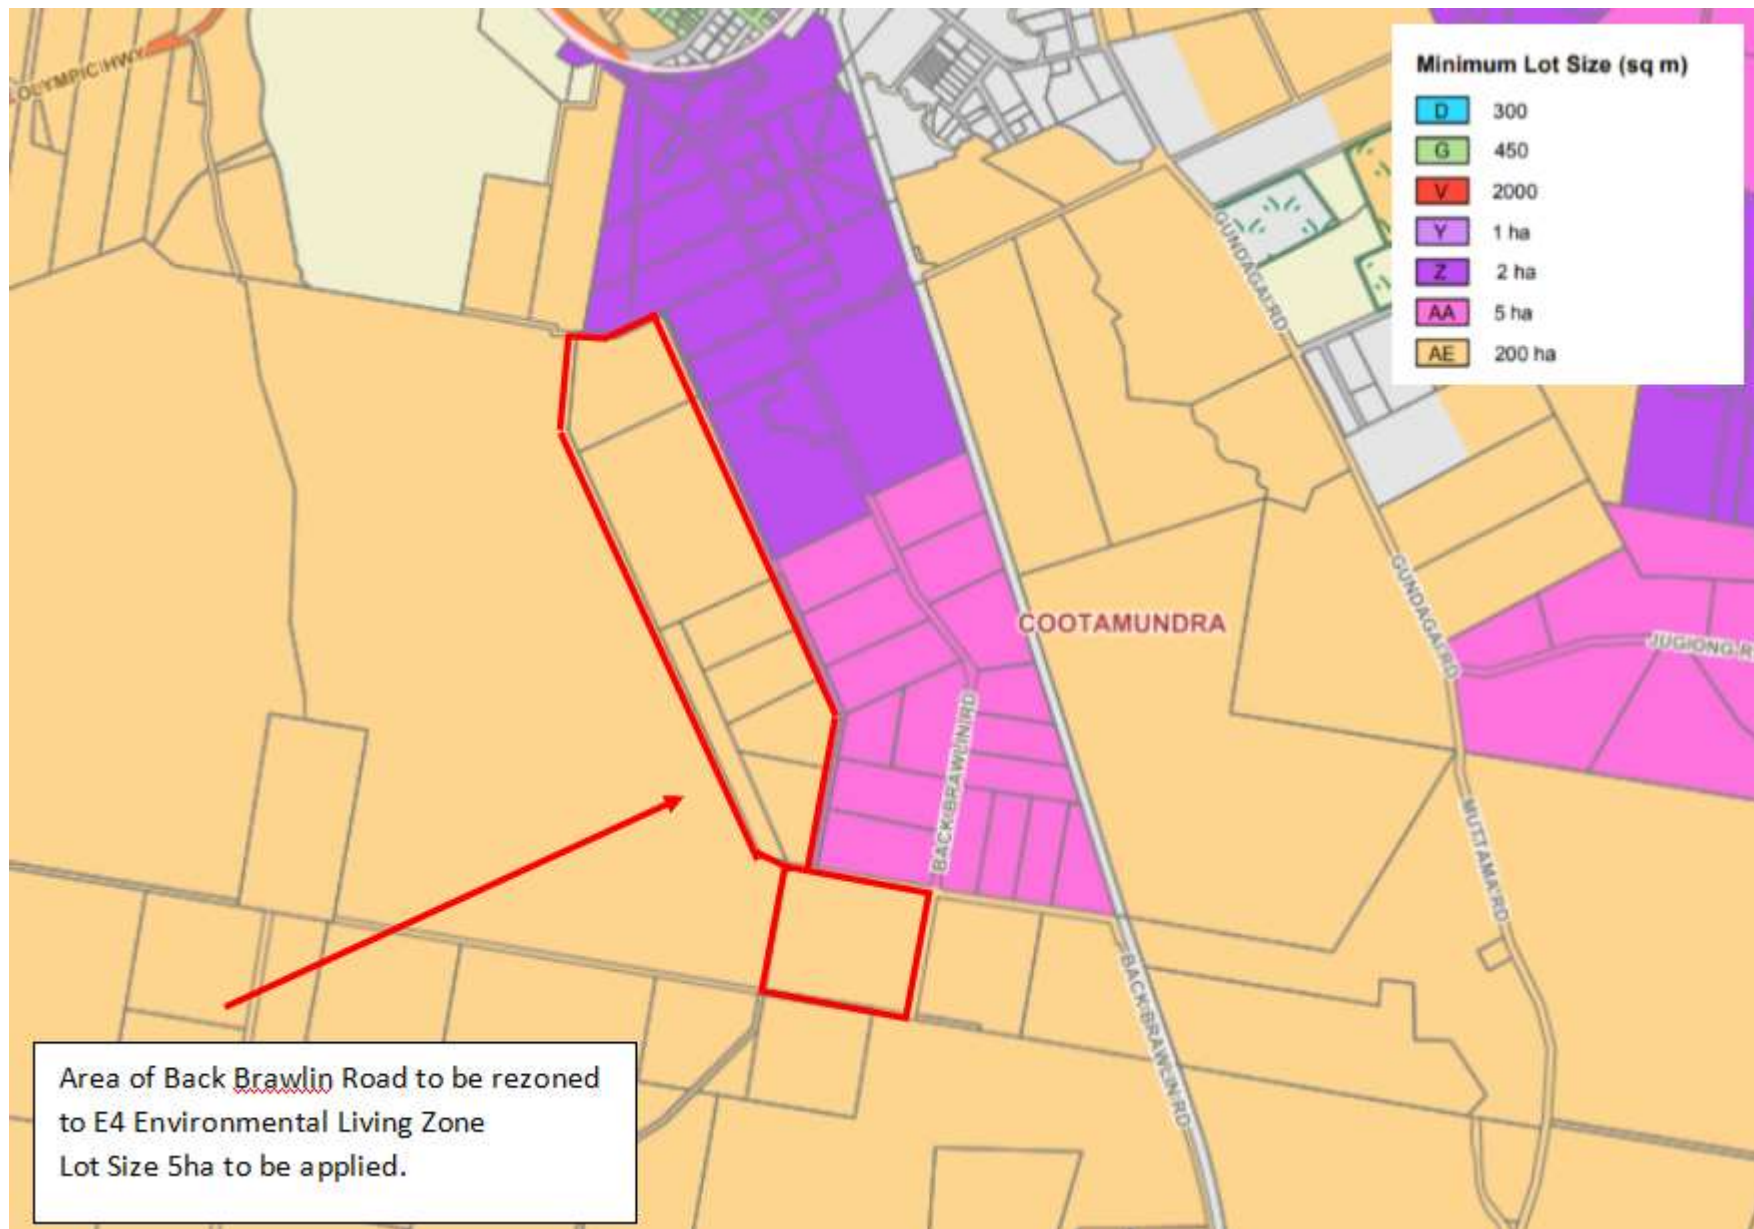 OLYMPIC HWY
Minimum Lot Size (sq m)
D 300
G 450
V 2000
Y 1 ha
Z 2 ha
AA 5 ha
AE 200 ha
GUNDAGAI RD
COOTAMUNDRA
GUNDAGAI RD
JUGIONG R
BACK BRAWLIN RD
MUTTAMA RD
BACK BRAWLIN RD
Area of Back Brawlin Road to be rezoned
to E4 Environmental Living Zone
Lot Size 5ha to be applied.